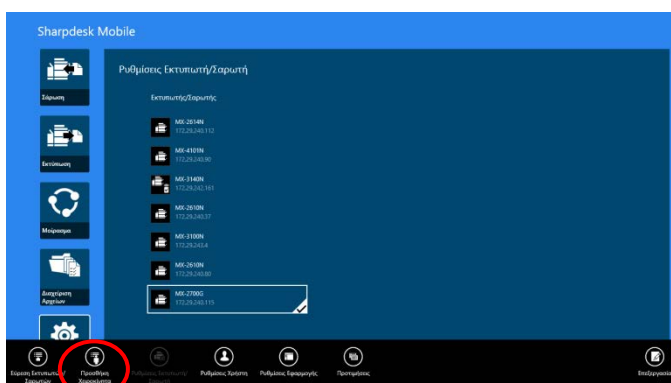 Sharpdesk Mobile
Ρυθμίσεις Εκτυπωτή/Σαρωτή
Σάρωση
Εκτυπωτής/Σαρωτής
MX-2614N
172.29.240.112
MX-4101N
172.29.240.90
Εκτύπωση
MX-3140N
172.29.242.161
MX-2610N
172.29.240.37
Μοίρασμα
MX-3100N
172.29.243.4
MX-2610N
172.29.240.80
Διαχείριση
Αρχείων
MX-2700G
172.29.240.115
Εύρεση Εκτυπωτών/
Σαρωτών
Προσθήκη
Χειροκίνητα
Ρυθμίσεις Εκτυπωτή/
Σαρωτή
Ρυθμίσεις Χρήστη
Ρυθμίσεις Εφαρμογής
Προτιμήσεις
Επεξεργασία